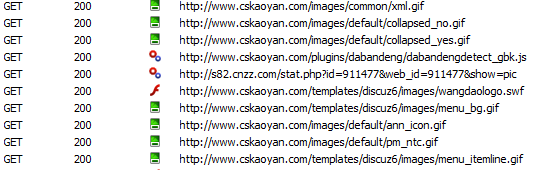 GET 200 http://www.cskaoyan.com/images/common/xml.gif
GET 200 http://www.cskaoyan.com/images/default/collapsed_no.gif
GET 200 http://www.cskaoyan.com/images/default/collapsed_yes.gif
GET 200 http://www.cskaoyan.com/plugins/dabandeng/dabandengdetect_gbk.js
GET 200 http://s82.cnzz.com/stat.php?id=911477&web_id=911477&show=pic
GET 200 http://www.cskaoyan.com/templates/discuz6/images/wangdaologo.swf
GET 200 http://www.cskaoyan.com/templates/discuz6/images/menu_bg.gif
GET 200 http://www.cskaoyan.com/images/default/ann_icon.gif
GET 200 http://www.cskaoyan.com/images/default/pm_ntc.gif
GET 200 http://www.cskaoyan.com/templates/discuz6/images/menu_itemline.gif